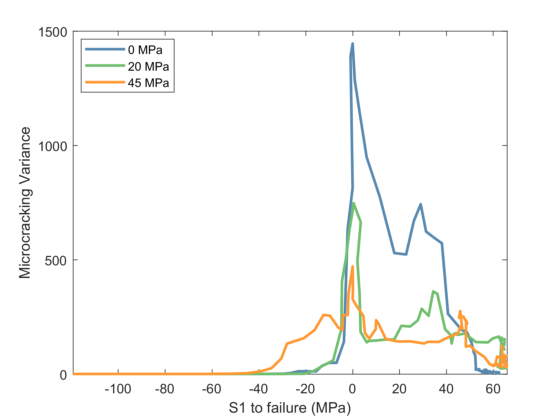 1500
0 MPa
20 MPa
45 MPa
1000
Microcracking Variance
500
0
-100 -80 -60 -40 -20 0 20 40 60
S1 to failure (MPa)